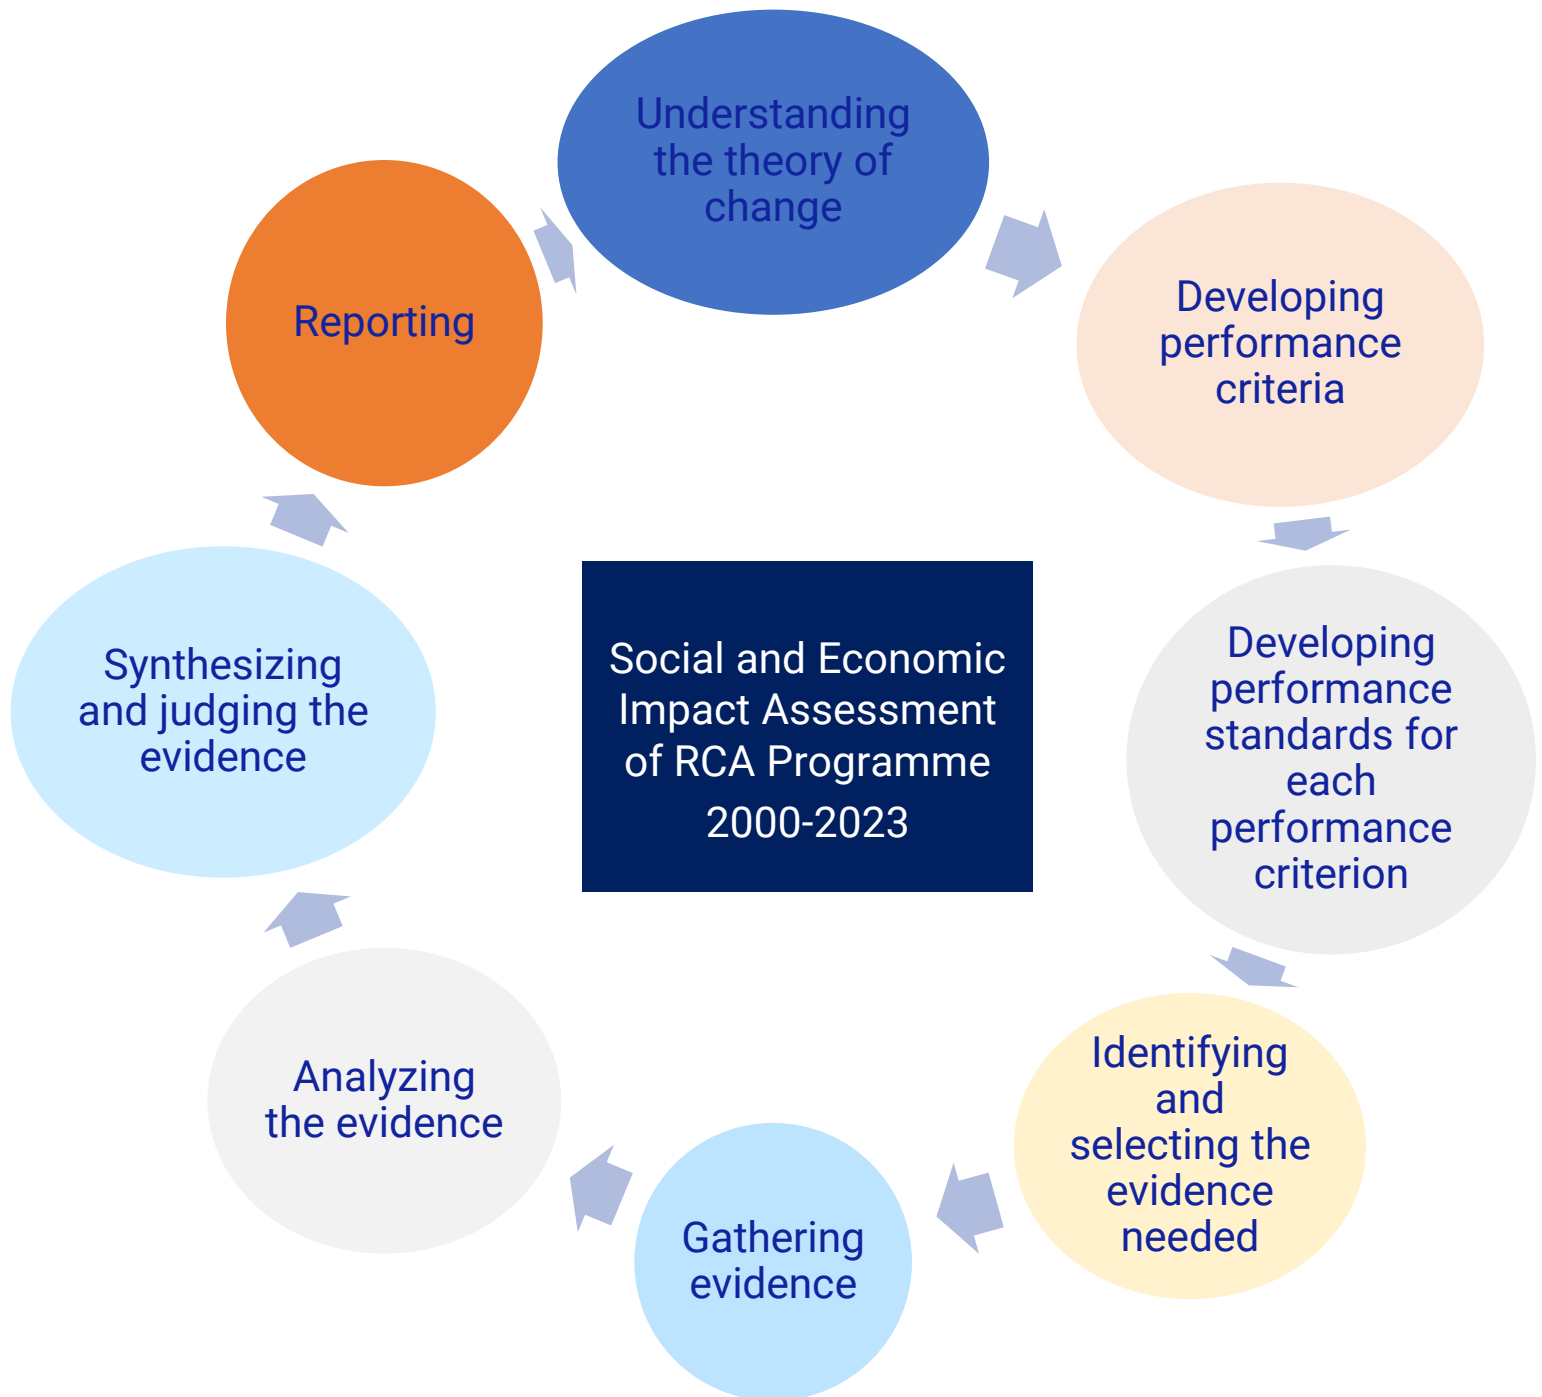 Understanding
the theory of
change
Developing
performance
criteria
Developing
performance
standards for
each
performance
criterion
Identifying
and
selecting the
evidence
needed
Gathering
evidence
Analyzing
the evidence
Synthesizing
and judging the
evidence
Reporting
Social and Economic
Impact Assessment
of RCA Programme
2000-2023